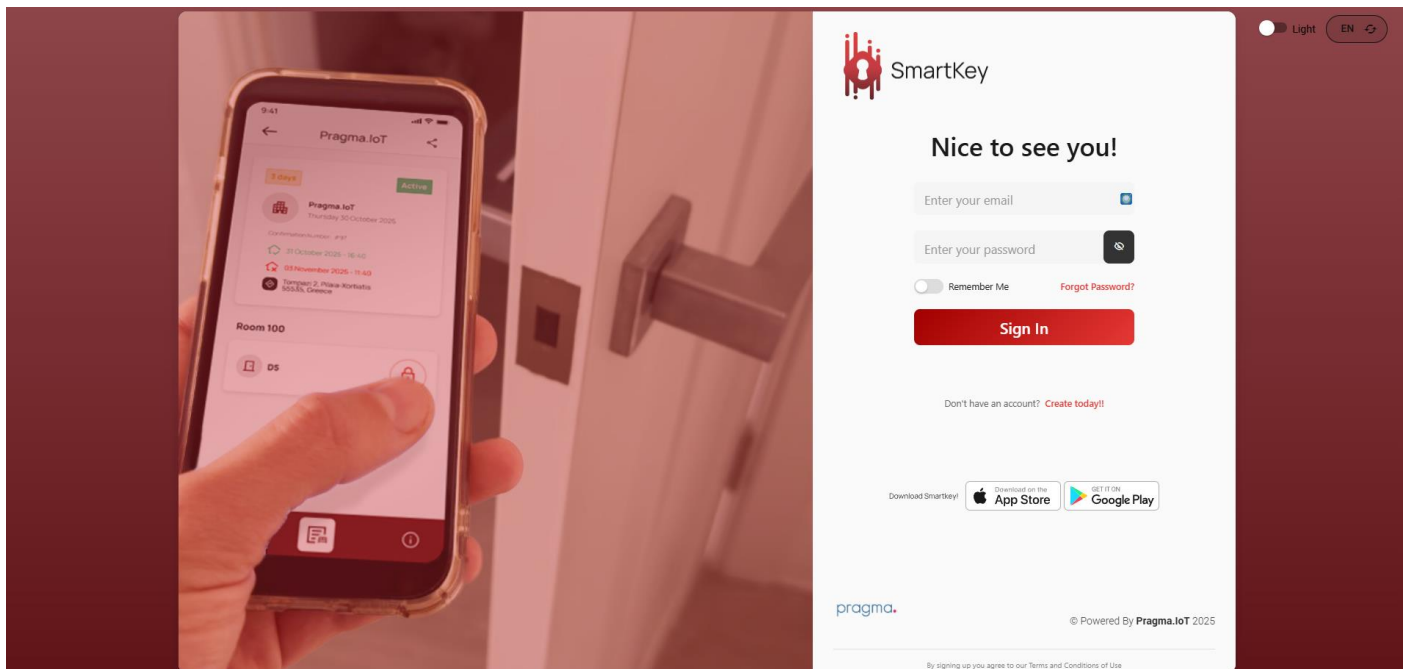 Light
EN
SmartKey
Nice to see you!
Enter your email
Enter your password
Remember Me
Forgot Password?
Sign In
Don't have an account? Create today!!
Download Smartkey!
Download on the
App Store
GET IT ON
Google Play
pragma.
© Powered By Pragma.IoT 2025
By signing up you agree to our Terms and Conditions of Use
9:41
Pragma.IoT
3 days
Active
Pragma.IoT
Thursday 30 October 2025
31 October 2025 - 16:40
03 November 2025 - 11:40
Greece
Room 100
D5